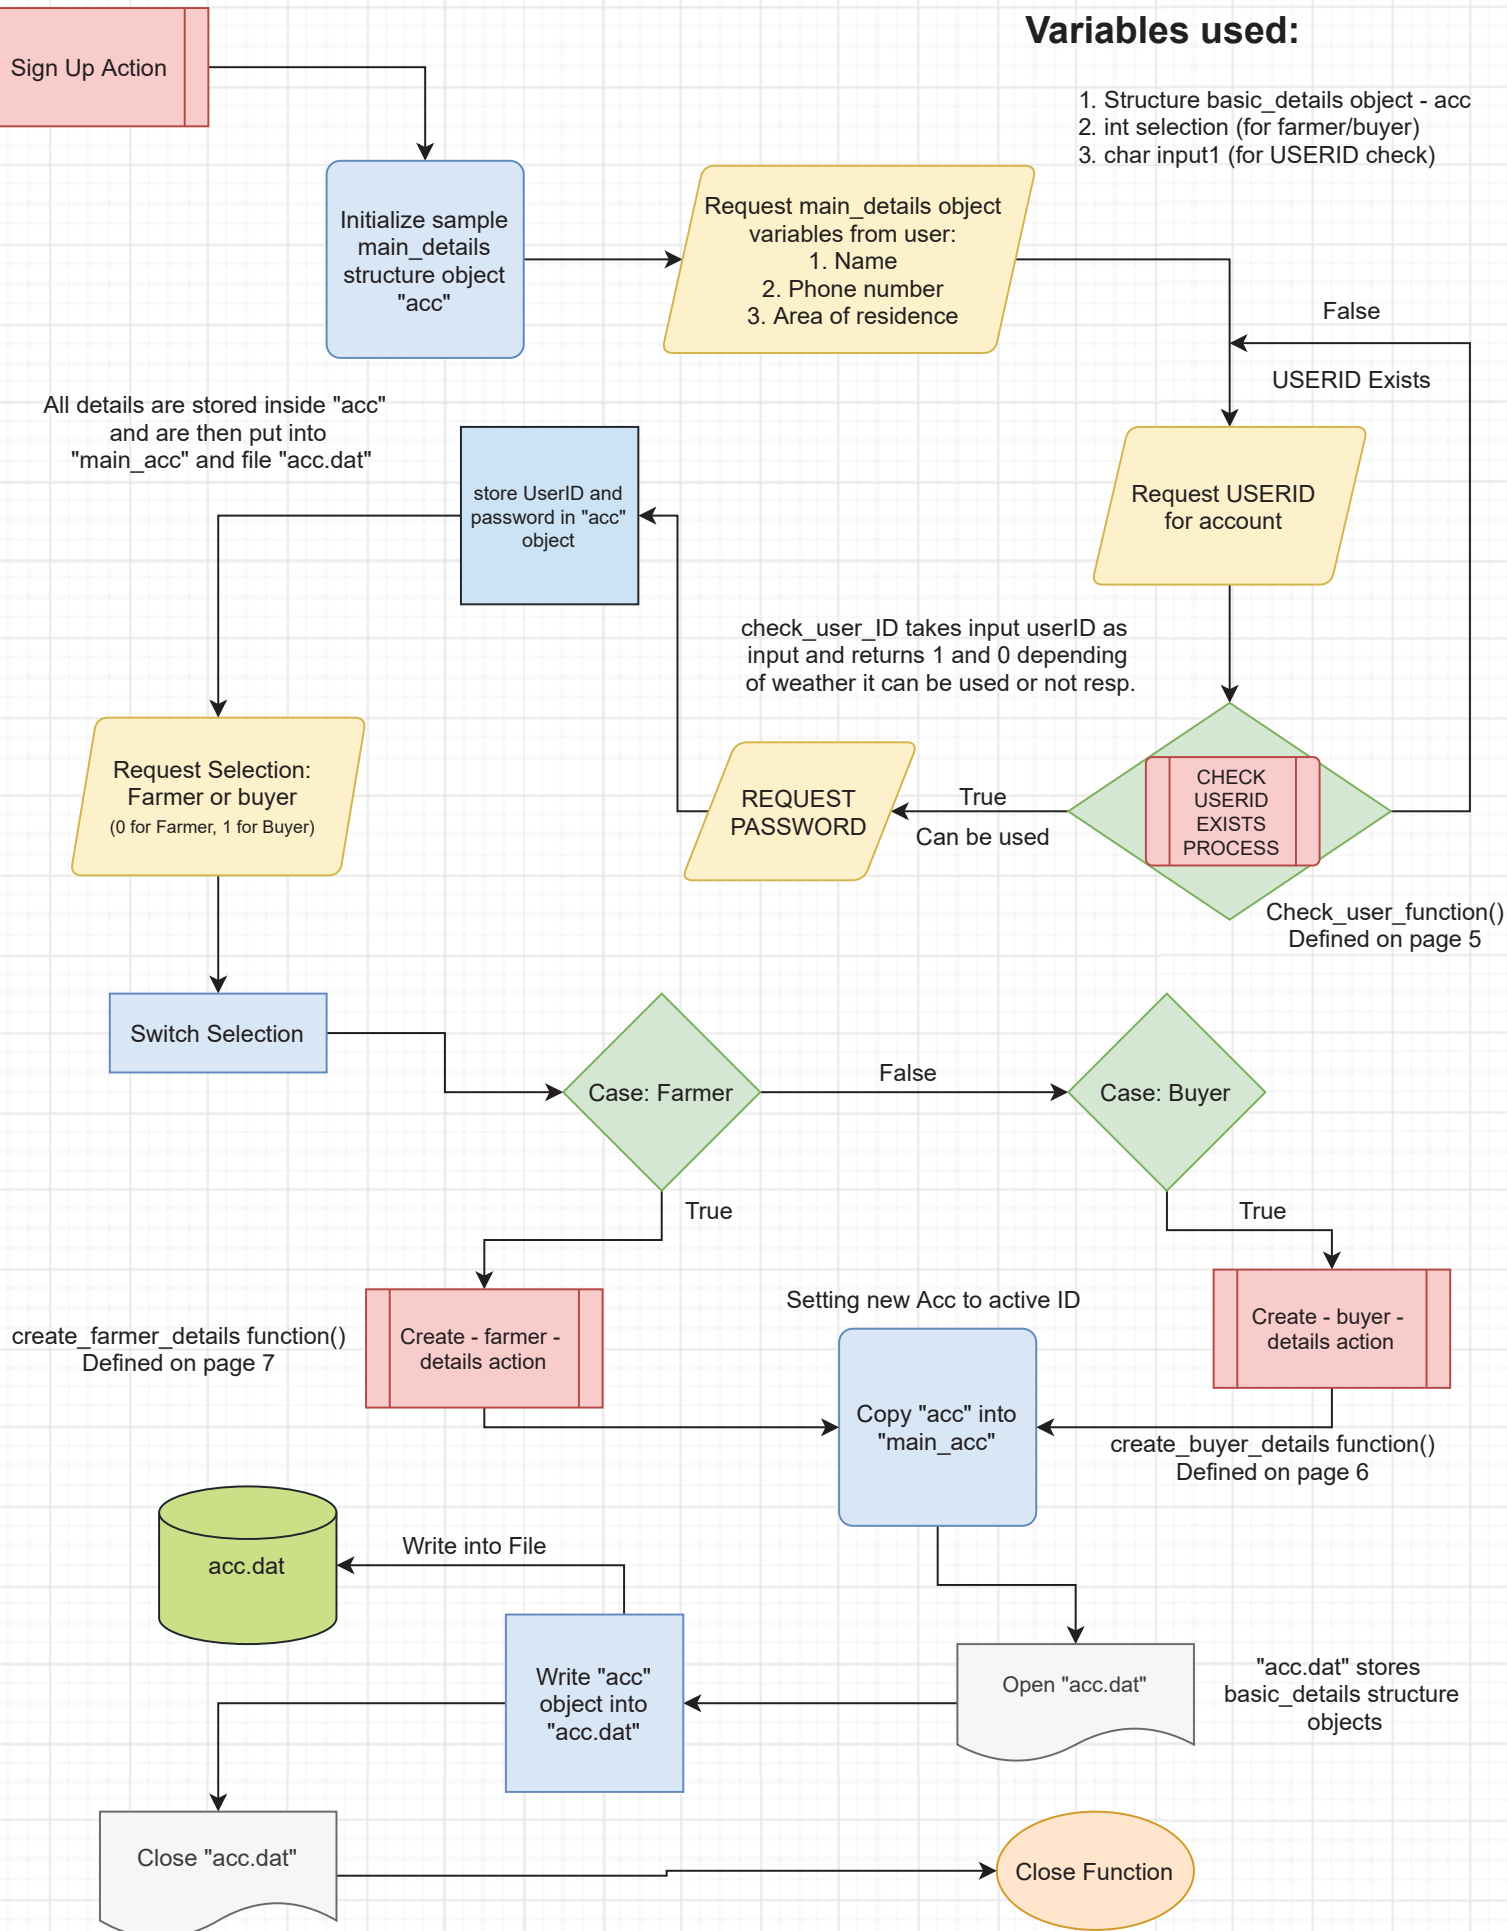 Variables used:
Sign Up Action
1. Structure basic_details object - acc
2. int selection (for farmer/buyer)
3. char input1 (for USERID check)
Initialize sample
main_details
structure object
"acc"
Request main_details object
variables from user:
1. Name
2. Phone number
3. Area of residence
False
USERID Exists
All details are stored inside "acc"
and are then put into
"main_acc" and file "acc.dat"
store UserID and
password in "acc"
object
Request USERID
for account
check_user_ID takes input userID as
input and returns 1 and 0 depending
of weather it can be used or not resp.
Request Selection:
Farmer or buyer
(0 for Farmer, 1 for Buyer)
REQUEST
PASSWORD
True
Can be used
CHECK
USERID
EXISTS
PROCESS
Check_user_function()
Defined on page 5
Switch Selection
Case: Farmer
False
Case: Buyer
True
True
create_farmer_details function()
Defined on page 7
Create - farmer -
details action
Setting new Acc to active ID
Copy "acc" into
"main_acc"
Create - buyer -
details action
create_buyer_details function()
Defined on page 6
acc.dat
Write into File
Write "acc"
object into
"acc.dat"
Open "acc.dat"
"acc.dat" stores
basic_details structure
objects
Close "acc.dat"
Close Function